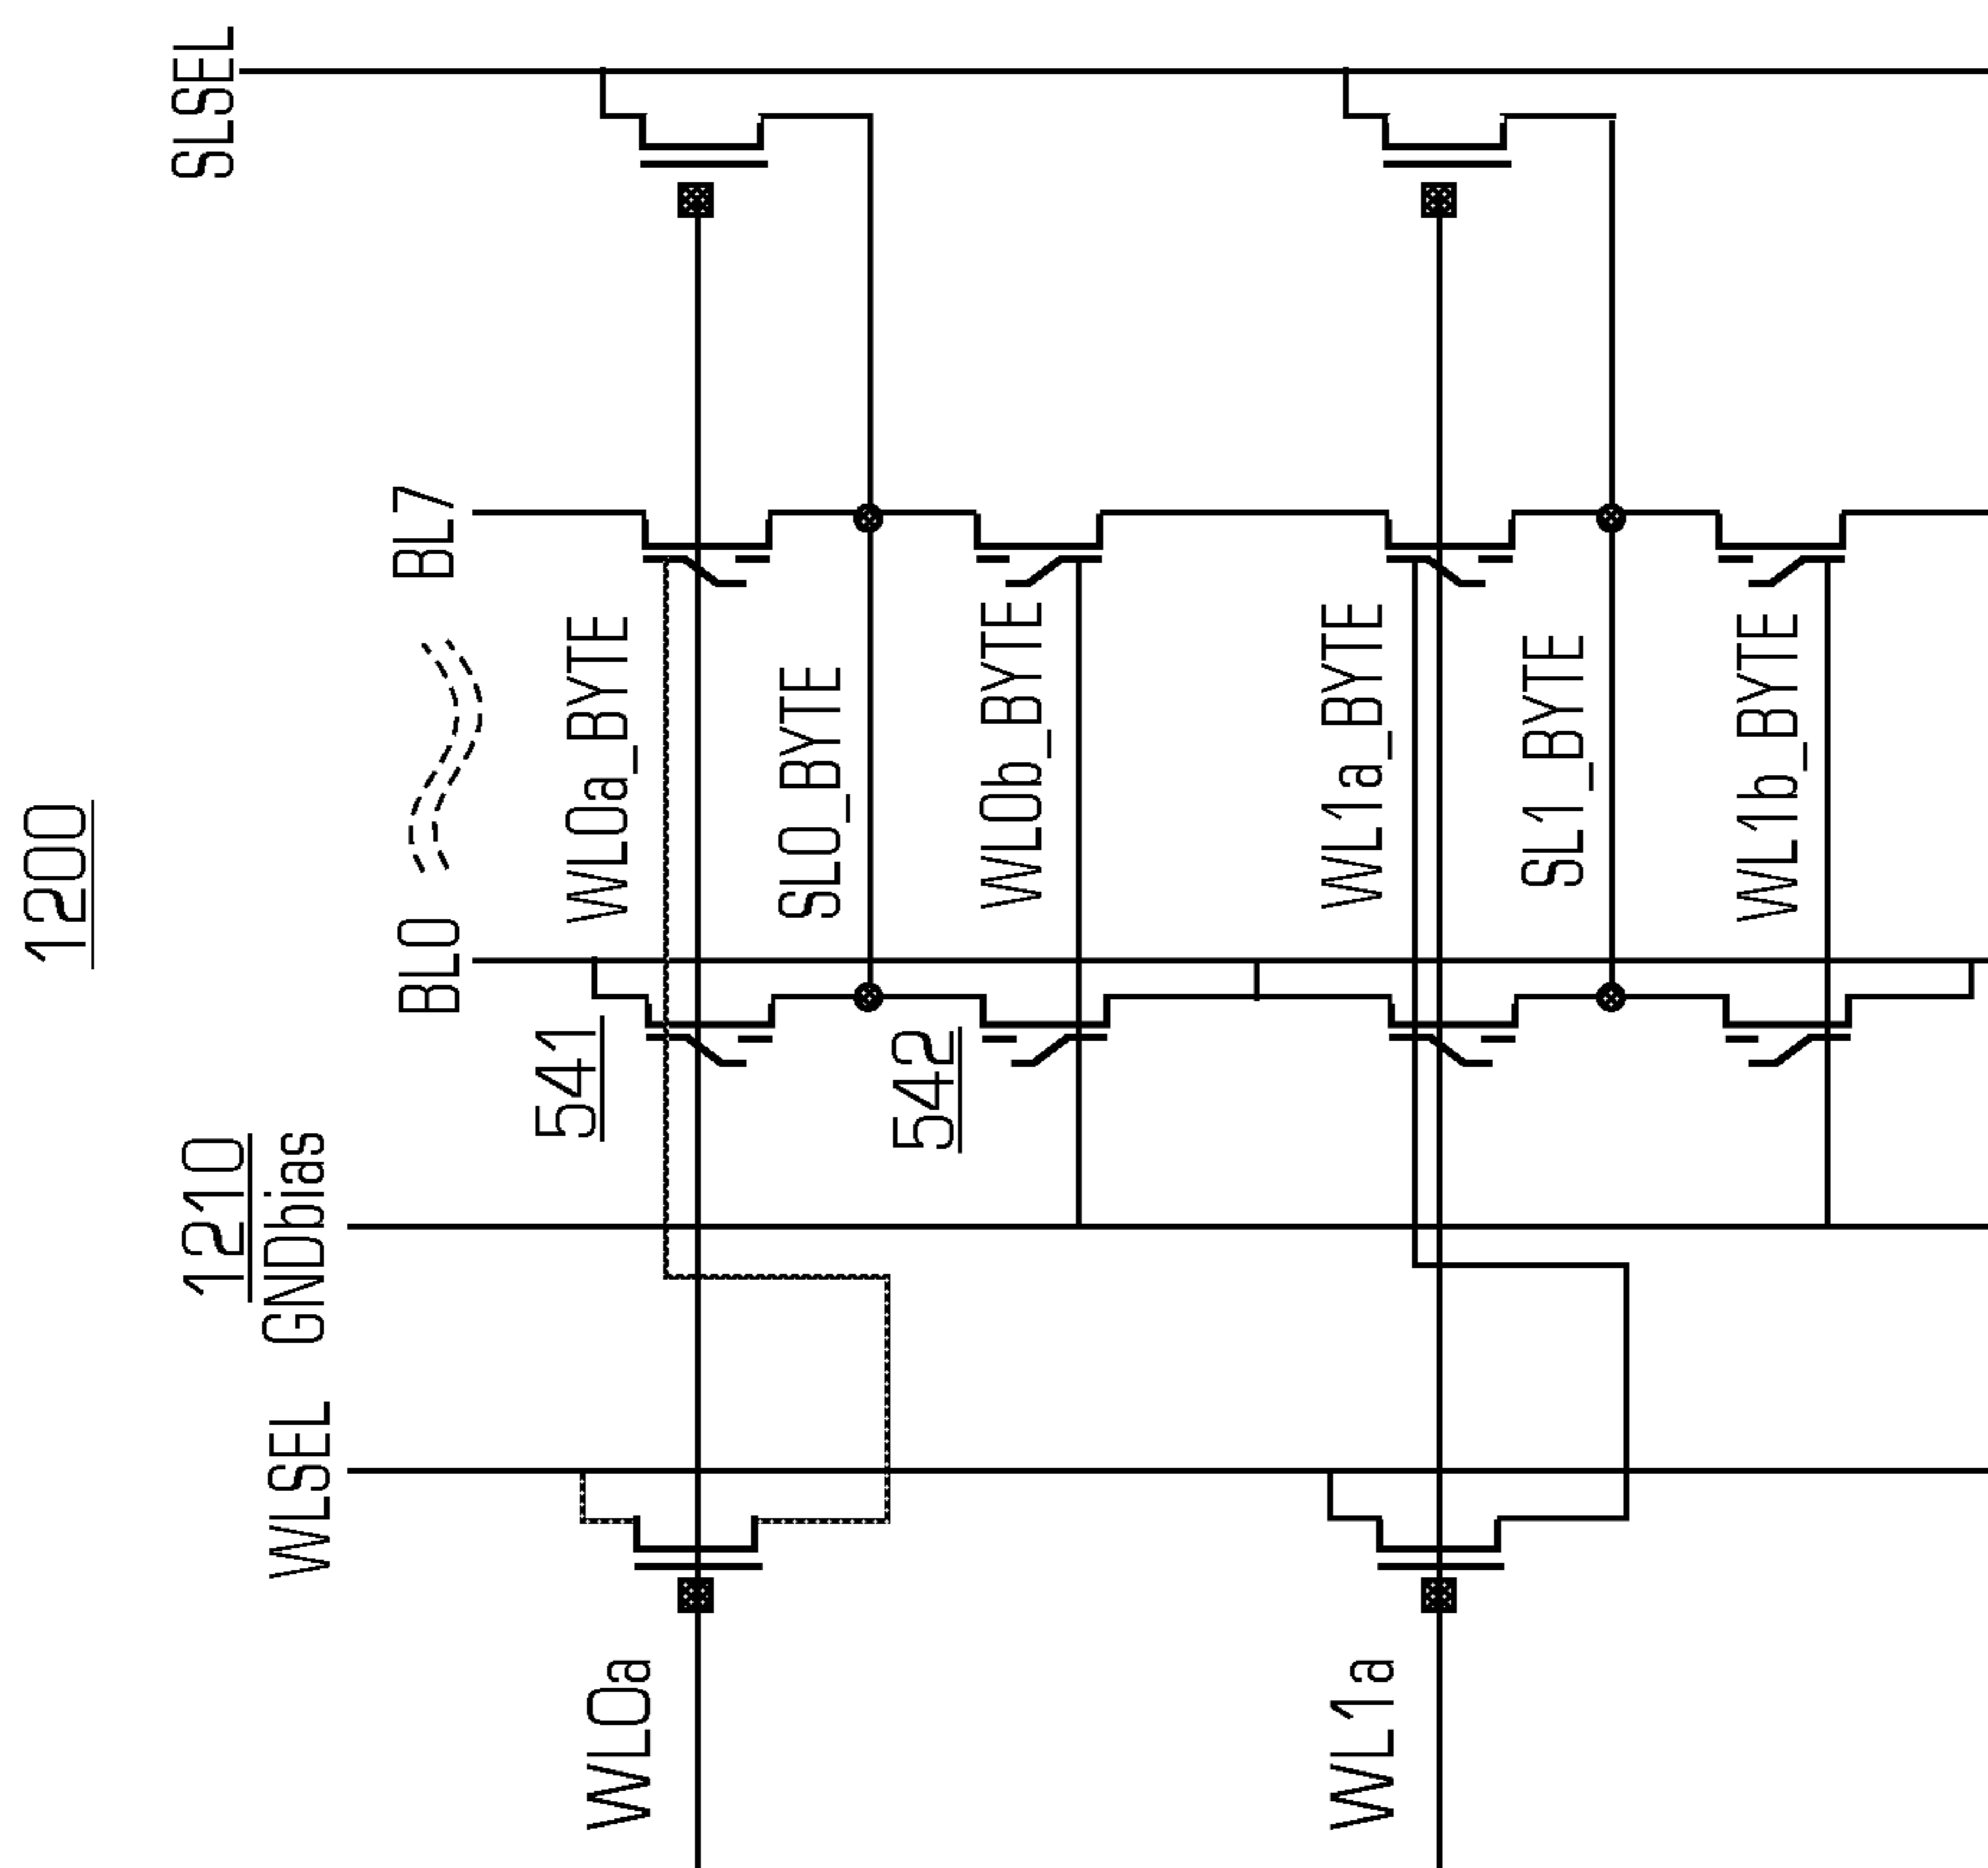 1200
1210
WLSEL
GNDbias
BL0
BL7
SLSEL
541
WL0a_BYTE
SL0_BYTE
542
WL0b_BYTE
WL1a_BYTE
SL1_BYTE
WL1b_BYTE
WL0a
WL1a